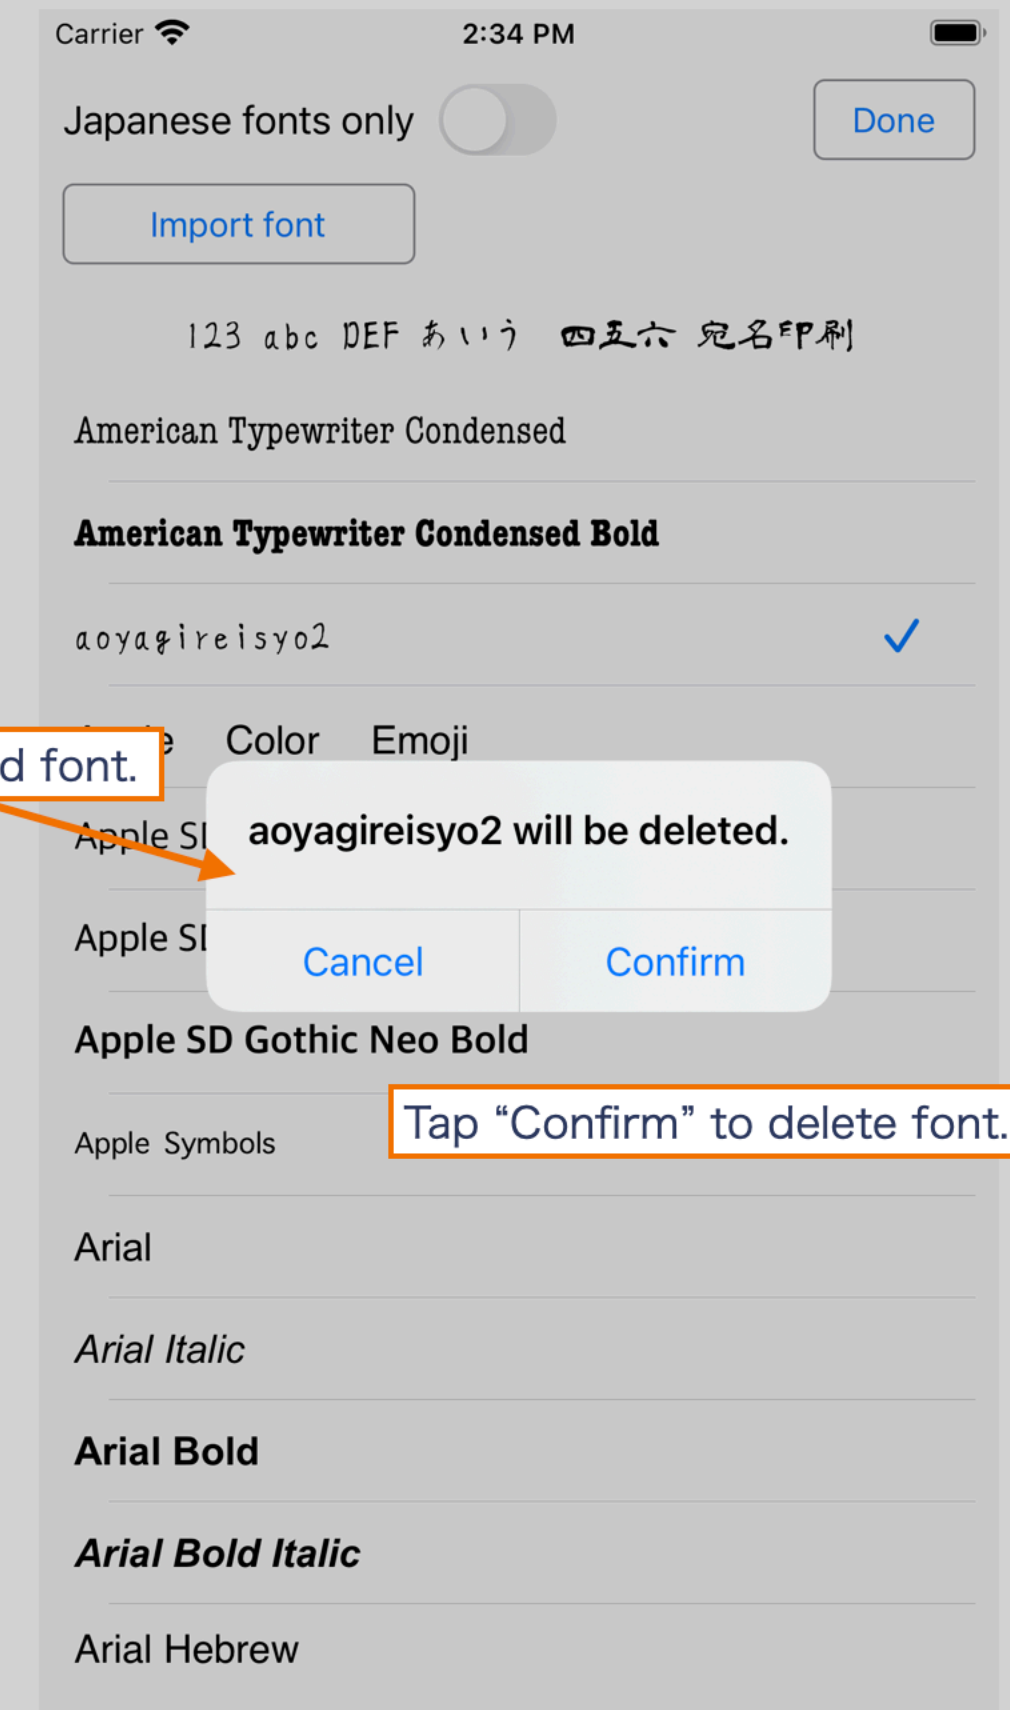 Carrier 2:34 PM
Japanese fonts only
Done
Import font
123 abc DEF あいう 四五六 宛名印刷
American Typewriter Condensed
American Typewriter Condensed Bold
aoyagireisyo2
Color Emoji
d font.
aoyagireisyo2 will be deleted.
Apple
Cancel Confirm
Apple
Apple SD Gothic Neo Bold
Tap “Confirm” to delete font.
Apple Symbols
Arial
Arial Italic
Arial Bold
Arial Bold Italic
Arial Hebrew